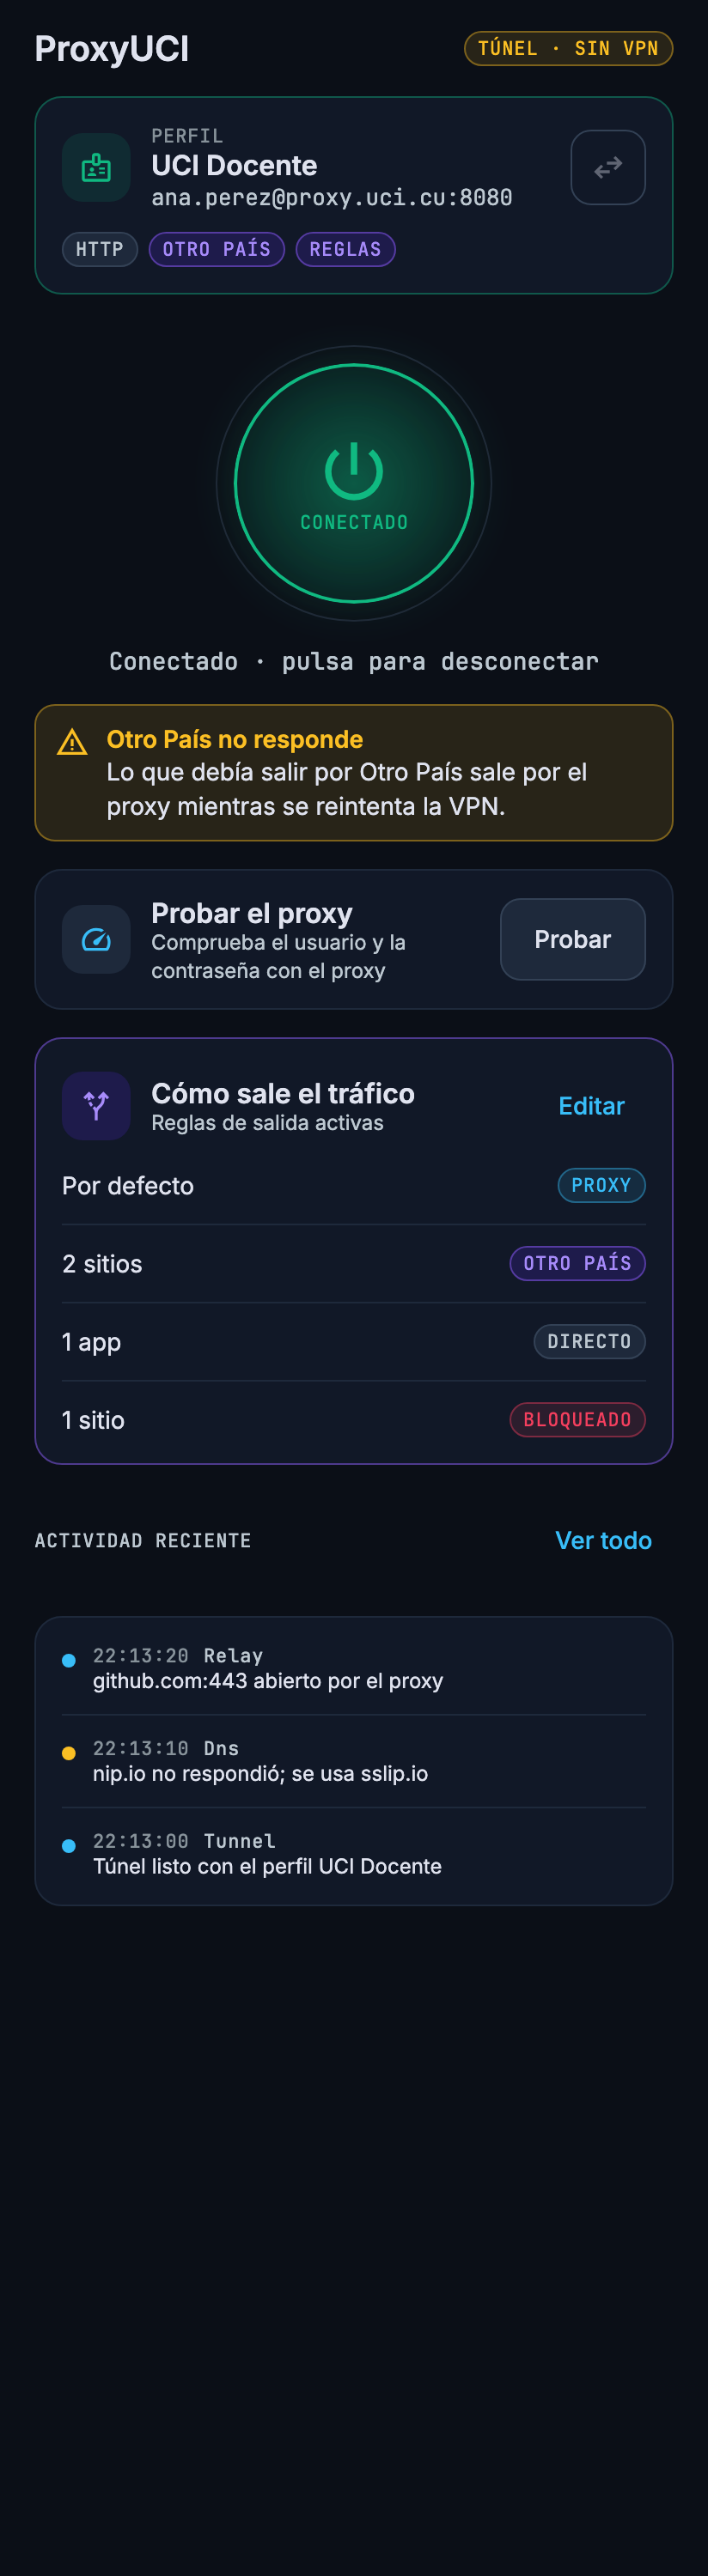 ProxyUCI
TÚNEL · SIN VPN
PERFIL
UCI Docente
ana.perez@proxy.uci.cu:8080
HTTP
OTRO PAÍS
REGLAS
CONECTADO
Conectado · pulsa para desconectar
Otro País no responde
Lo que debía salir por Otro País sale por el
proxy mientras se reintenta la VPN.
Probar el proxy
Comprueba el usuario y la
contraseña con el proxy
Probar
Cómo sale el tráfico
Reglas de salida activas
Editar
Por defecto
PROXY
2 sitios
OTRO PAÍS
1 app
DIRECTO
1 sitio
BLOQUEADO
ACTIVIDAD RECIENTE
Ver todo
22:13:20 Relay
github.com:443 abierto por el proxy
22:13:10 Dns
nip.io no respondió; se usa sslip.io
22:13:00 Tunnel
Túnel listo con el perfil UCI Docente